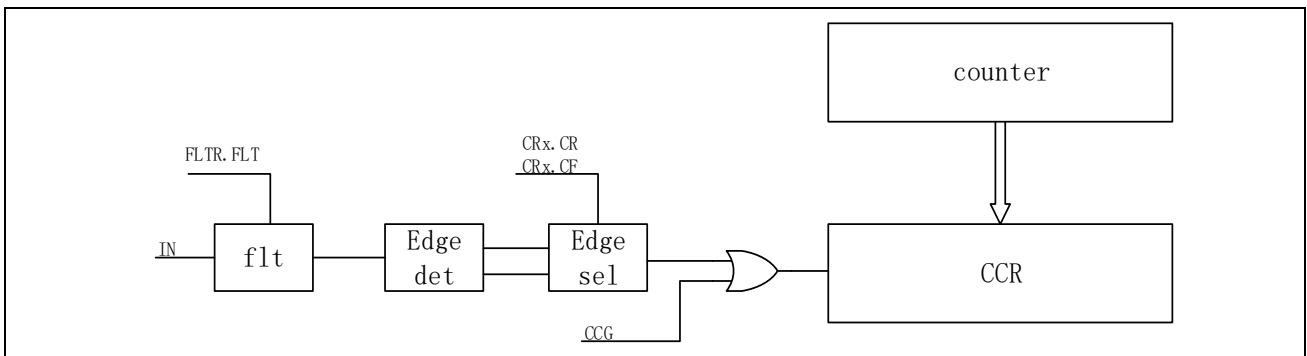 counter
CRx.CR
CRx.CF
FLTR.FLT
IN
flt
Edge
det
Edge
sel
CCR
CCG